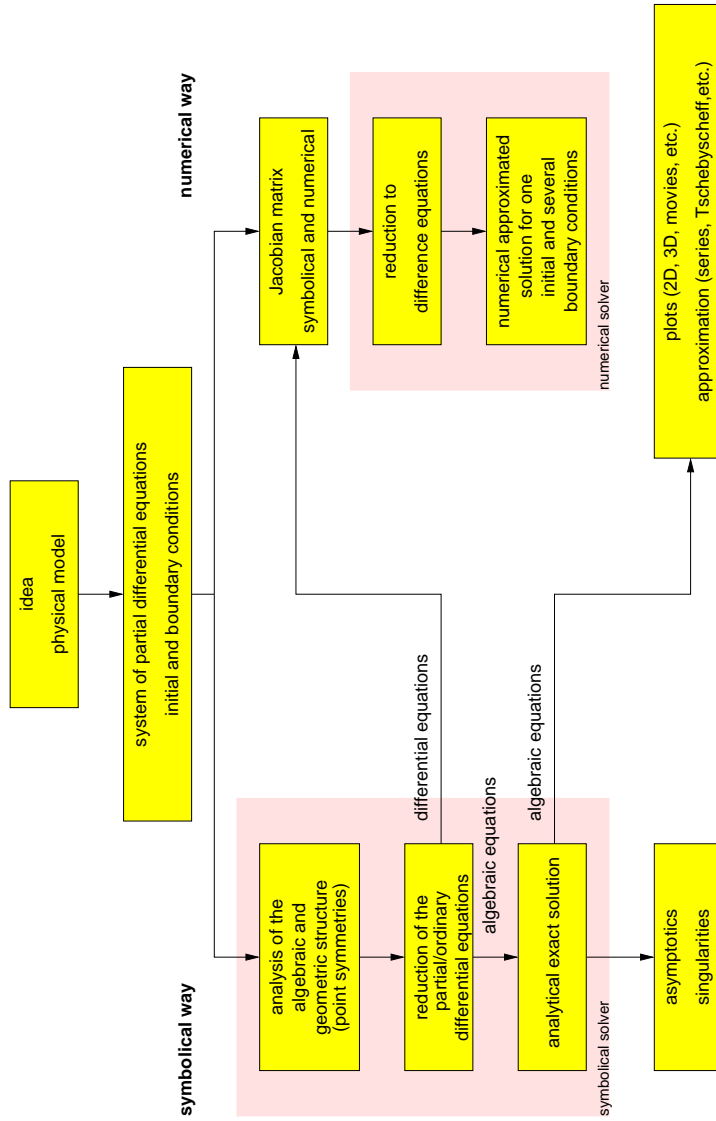 idea
physical model
system of partial differential equations
initial and boundary conditions
symbolical way
numerical way
analysis of the
algebraic and
geometric structure
(point symmetries)
reduction of the
partial/ordinary
differential equations
differential equations
algebraic equations
analytical exact solution
algebraic equations
symbolical solver
asymptotics
singularities
Jacobian matrix
symbolical and numerical
reduction to
difference equations
numerical approximated
solution for one
initial and several
boundary conditions
numerical solver
plots (2D, 3D, movies, etc.)
approximation (series, Tschebyscheff,etc.)